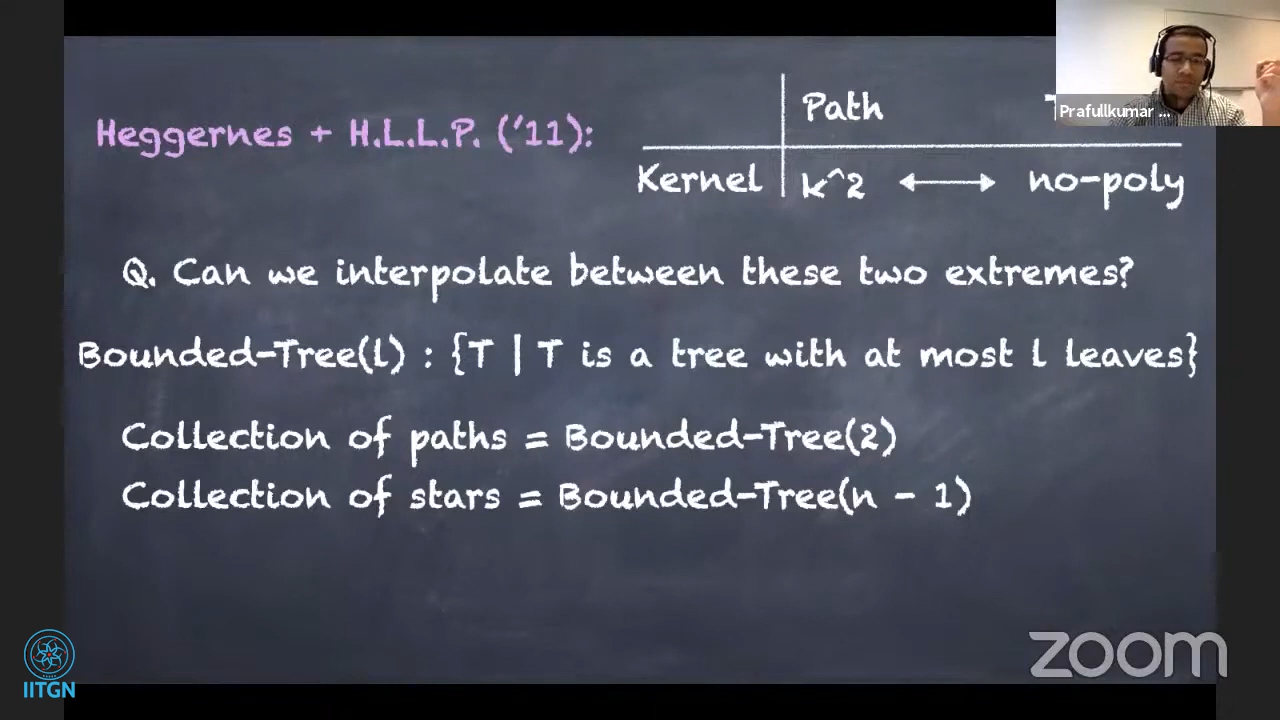 Path
Prafullkumar ...
Heggernes + H.L.L.P. ('11):
Kernel k^2 no-poly
Q. Can we interpolate between these two extremes?
Bounded-Tree(l) : {T | T is a tree with at most l leaves}
Collection of paths = Bounded-Tree(2)
Collection of stars = Bounded-Tree(n - 1)
zoom
IITGN